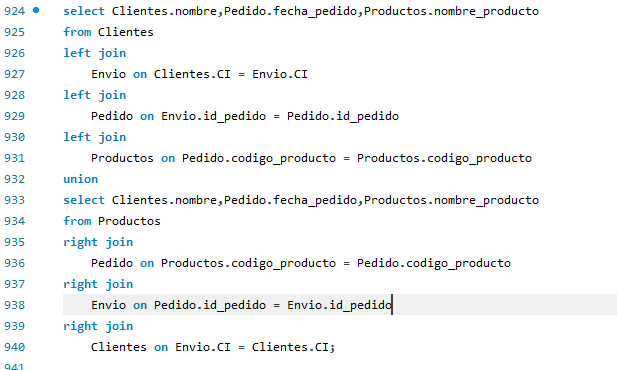 924 select Clientes.nombre,Pedido.fecha_pedido,Productos.nombre_producto
925 from Clientes
926 left join
927 Envio on Clientes.CI = Envio.CI
928 left join
929 Pedido on Envio.id_pedido = Pedido.id_pedido
930 left join
931 Productos on Pedido.codigo_producto = Productos.codigo_producto
932 union
933 select Clientes.nombre,Pedido.fecha_pedido,Productos.nombre_producto
934 from Productos
935 right join
936 Pedido on Productos.codigo_producto = Pedido.codigo_producto
937 right join
938 Envio on Pedido.id_pedido = Envio.id_pedido
939 right join
940 Clientes on Envio.CI = Clientes.CI;
941